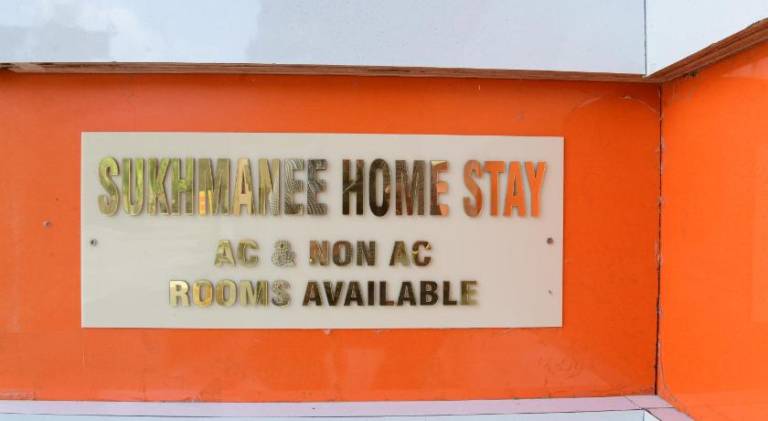 SUKHMANEE HOME STAY
AC & NON AC
ROOMS AVAILABLE